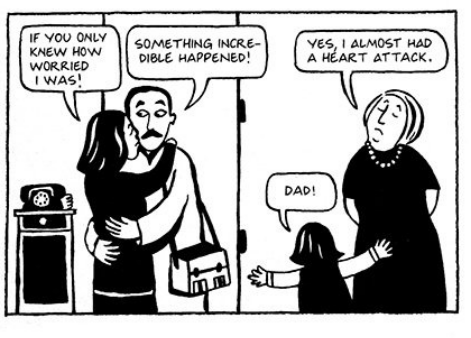 IF YOU ONLY
KNEW HOW
WORRIED
I WAS!
SOMETHING INCRE-
DIBLE HAPPENED!
YES, I ALMOST HAD
A HEART ATTACK.
DAD!